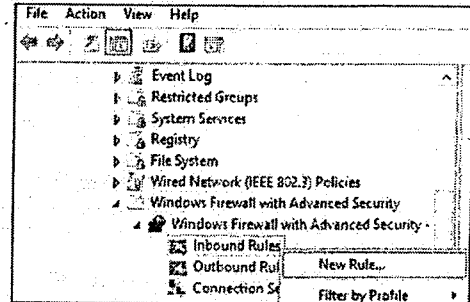 File Action View Help
Event Log
Restricted Groups
System Services
Registry
File System
Wired Network (IEEE 802.3) Policies
Windows Firewall with Advanced Security
Windows Firewall with Advanced Security -
Inbound Rules
New Rule...
Outbound Rul
Connection Se
Filter by Profile